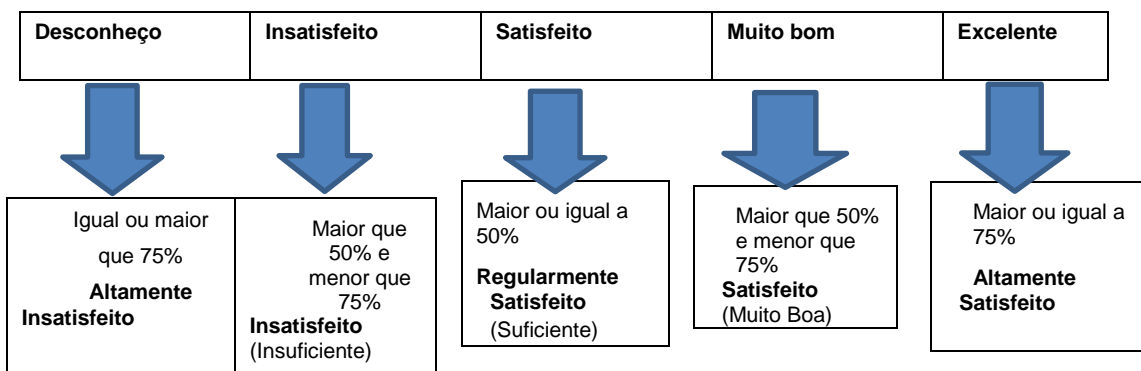 Desconheço
Insatisfeito
Satisfeito
Muito bom
Excelente
Igual ou maior
que 75%
Altamente
Insatisfeito
Maior que
50% e
menor que
75%
Insatisfeito
(Insuficiente)
Maior ou igual a
50%
Regularmente
Satisfeito
(Suficiente)
Maior que 50%
e menor que
75%
Satisfeito
(Muito Boa)
Maior ou igual a
75%
Altamente
Satisfeito